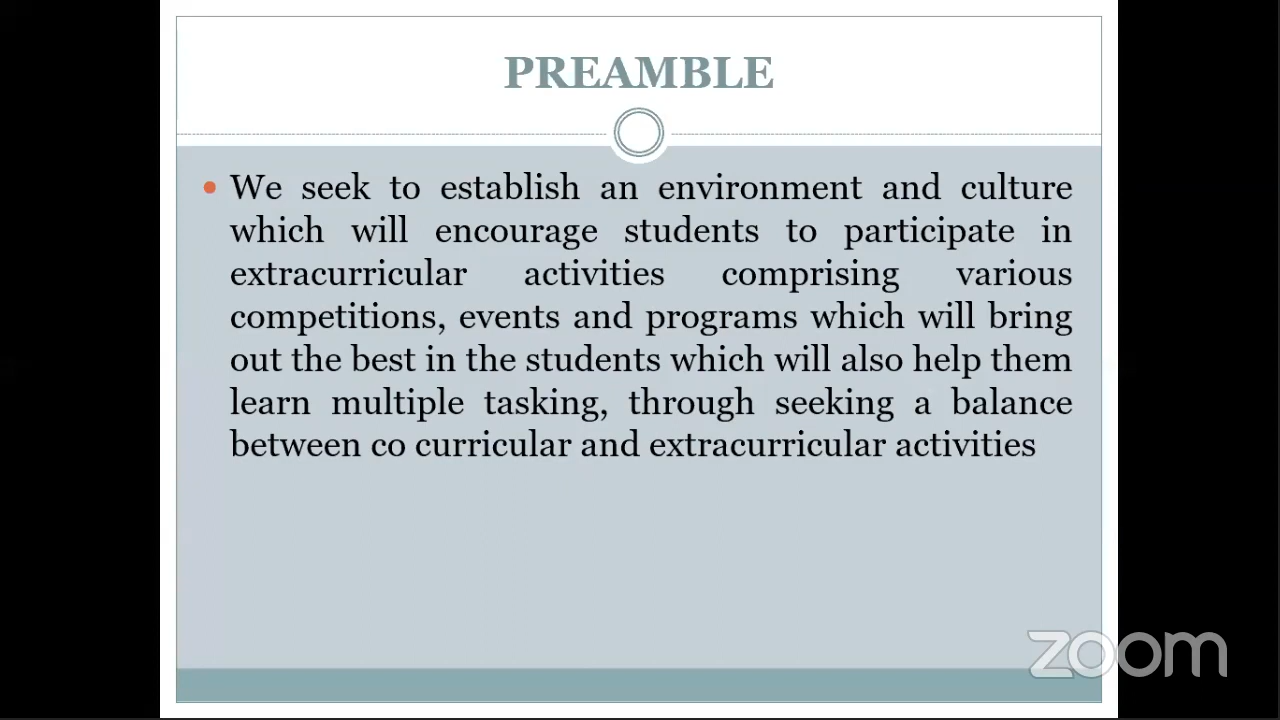 PREAMBLE
• We seek to establish an environment and culture
which will encourage students to participate in
extracurricular activities comprising various
competitions, events and programs which will bring
out the best in the students which will also help them
learn multiple tasking, through seeking a balance
between co curricular and extracurricular activities
zoom